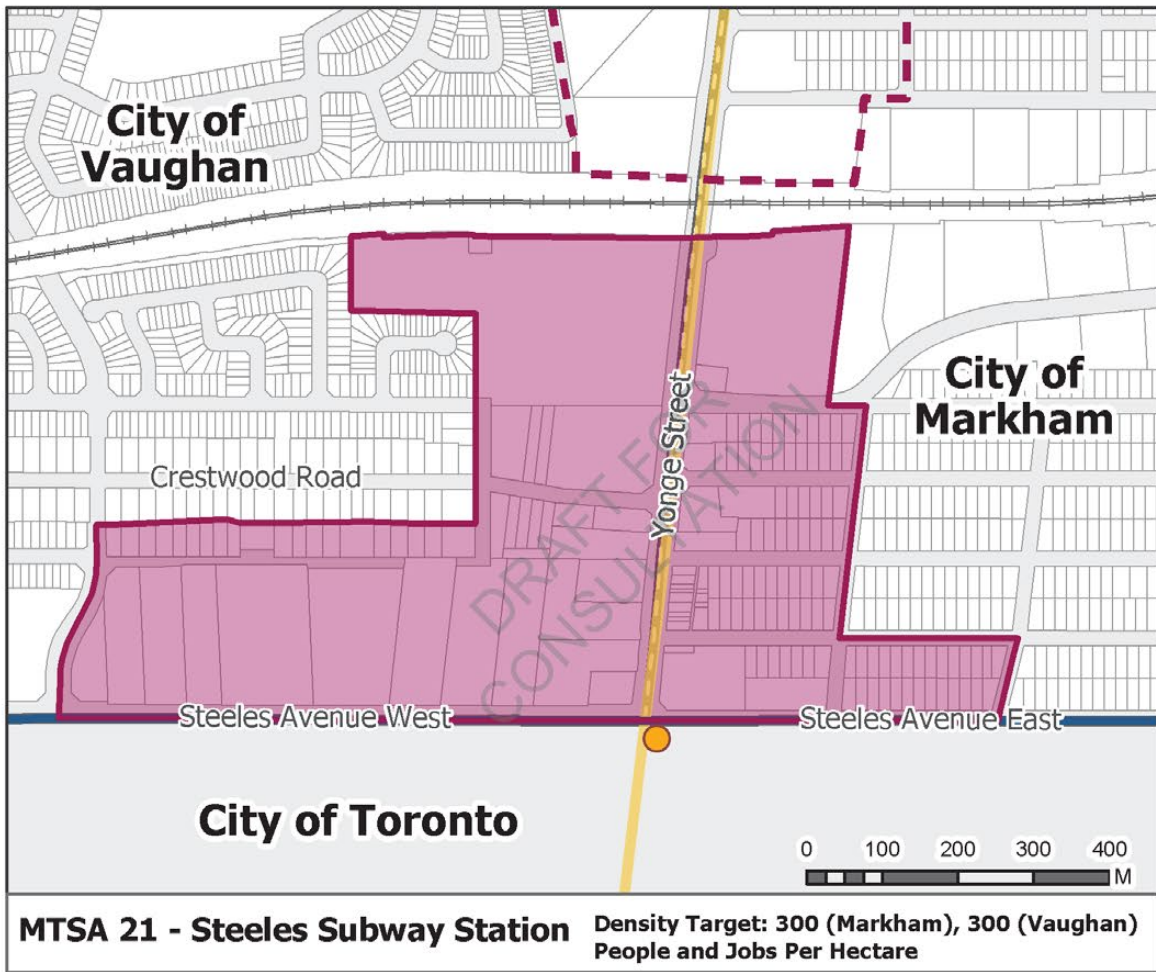 City of
Vaughan
City of
Markham
Crestwood Road
Yonge Street
DRAFT FOR
CONSULTATION
Steeles Avenue West
Steeles Avenue East
City of Toronto
0 100 200 300 400
M
MTSA 21 - Steeles Subway Station
Density Target: 300 (Markham), 300 (Vaughan)
People and Jobs Per Hectare